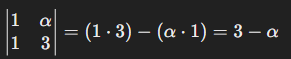 |1 α|
|1 3| = (1 · 3) − (α · 1) = 3 − α